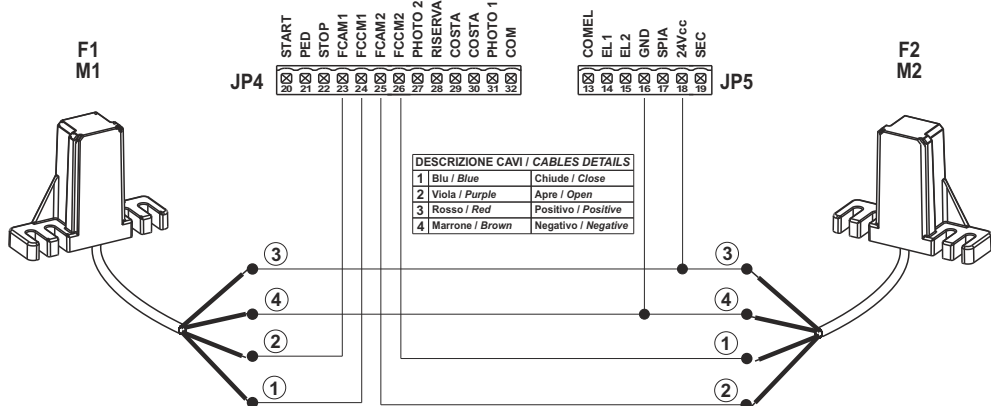 START
PED
STOP
FCAM1
FCCM1
FCAM2
FCCM2
PHOTO 2
RISERVA
COSTA
COSTA
PHOTO 1
COM
COMEL
EL1
EL2
GND
SPIA
24Vcc
SEC
F1
M1
F2
M2
JP4
20 21 22 23 24 25 26 27 28 29 30 31 32
13 14 15 16 17 18 19
JP5
DESCRIZIONE CAVI / CABLES DETAILS
1 Blu / Blue Chiude / Close
2 Viola / Purple Apre / Open
3 Rosso / Red Positivo / Positive
4 Marrone / Brown Negativo / Negative
3
3
4
4
2
1
1
2